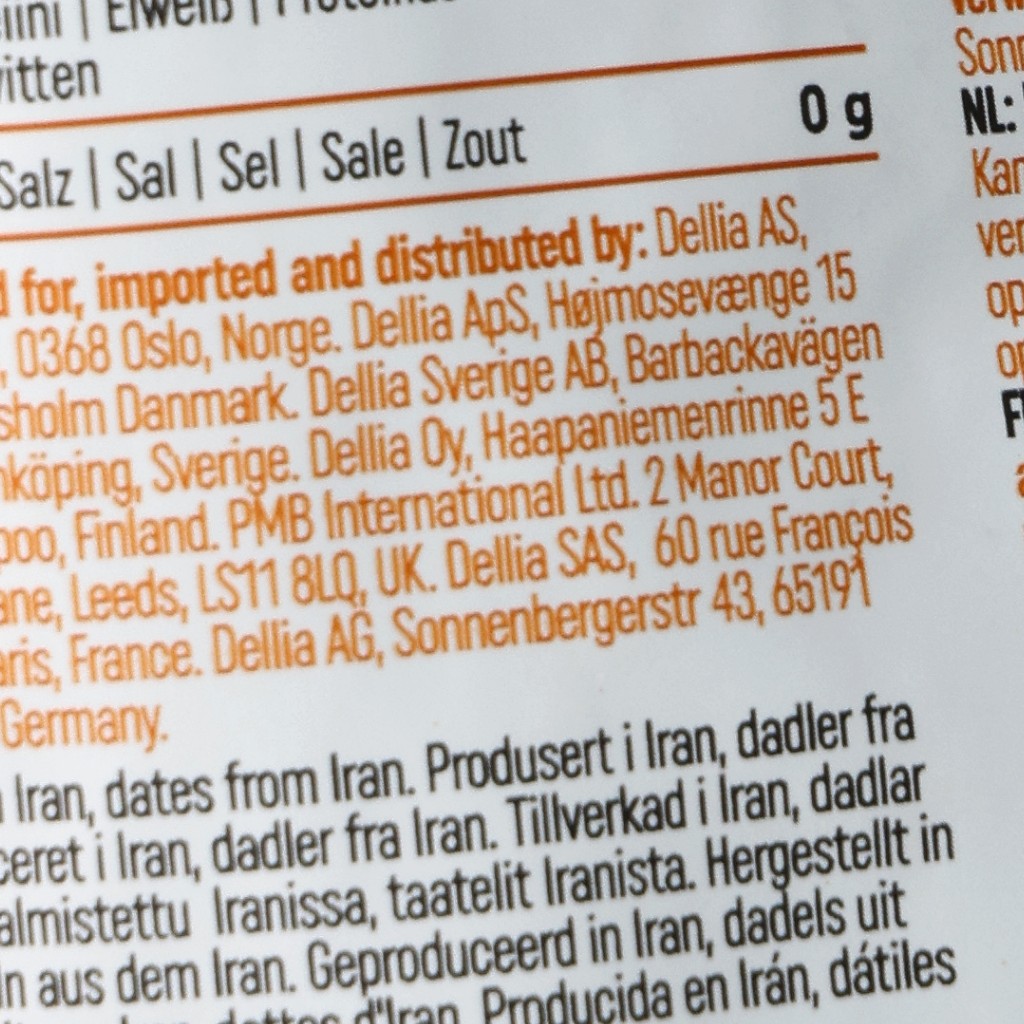 | Eiweiß |
itten
Salz | Sal | Sel | Sale | Zout 0 g
for, imported and distributed by: Dellia AS,
, 0368 Oslo, Norge. Dellia ApS, Højmosevænge 15
sholm Danmark. Dellia Sverige AB, Barbackavägen
nköping, Sverige. Dellia Oy, Haapaniemenrinne 5 E
poo, Finland. PMB International Ltd. 2 Manor Court,
ane, Leeds, LS11 8LQ, UK. Dellia SAS, 60 rue François
aris, France. Dellia AG, Sonnenbergerstr 43, 65191
Germany.
Iran, dates from Iran. Produsert i Iran, dadler fra
ceret i Iran, dadler fra Iran. Tillverkad i Iran, dadlar
almistettu Iranissa, taatelit Iranista. Hergestellt in
n aus dem Iran. Geproduceerd in Iran, dadels uit
dattes d'Iran. Producida en Irán, dátiles
Sonn
NL:
Kan
ver
op
op